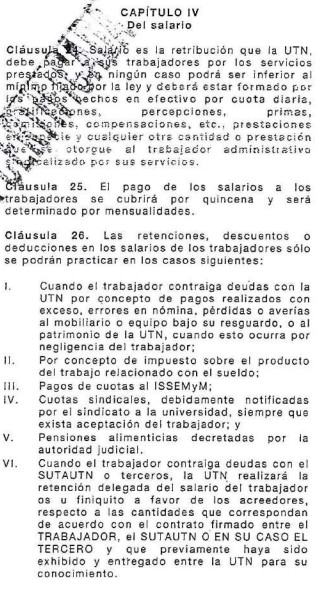 CAPÍTULO IV
Del salario
Cláusula 24. Salario es la retribución que la UTN,
debe pagar a sus trabajadores por los servicios
prestados, y en ningún caso podrá ser inferior al
mínimo fijado por la ley y deberá estar formado por
los pagos hechos en efectivo por cuota diaria,
gratificaciones, percepciones, primas,
comisiones, compensaciones, etc., prestaciones
en especie y cualquier otra cantidad o prestación
que se otorgue al trabajador administrativo
sindicalizado por sus servicios.
Cláusula 25. El pago de los salarios a los
trabajadores se cubrirá por quincena y será
determinado por mensualidades.
Cláusula 26. Las retenciones, descuentos o
deducciones en los salarios de los trabajadores sólo
se podrán practicar en los casos siguientes:
I. Cuando el trabajador contraiga deudas con la
UTN por concepto de pagos realizados con
exceso, errores en nómina, pérdidas o averías
al mobiliario o equipo bajo su resguardo, o al
patrimonio de la UTN, cuando esto ocurra por
negligencia del trabajador;
II. Por concepto de impuesto sobre el producto
del trabajo relacionado con el sueldo;
III. Pagos de cuotas al ISSEMyM;
IV. Cuotas sindicales, debidamente notificadas
por el sindicato a la universidad, siempre que
exista aceptación del trabajador; y
V. Pensiones alimenticias decretadas por la
autoridad judicial.
VI. Cuando el trabajador contraiga deudas con el
SUTAUTN o terceros, la UTN realizará la
retención delegada del salario del trabajador
os u finiquito a favor de los acreedores,
respecto a las cantidades que correspondan
de acuerdo con el contrato firmado entre el
TRABAJADOR, el SUTAUTN O EN SU CASO EL
TERCERO y que previamente haya sido
exhibido y entregado entre la UTN para su
conocimiento.